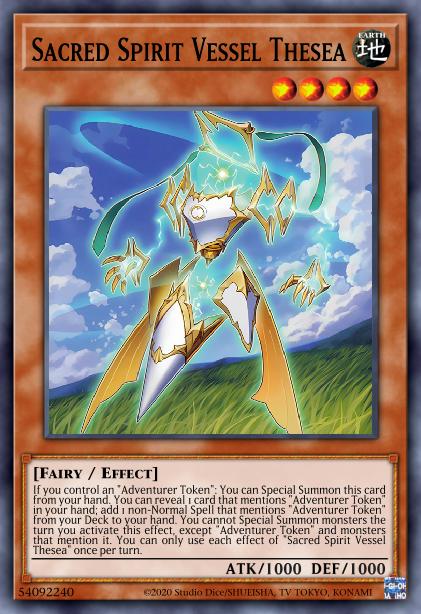 SACRED SPIRIT VESSEL THESEA
EARTH
地
[FAIRY / EFFECT]
If you control an "Adventurer Token": You can Special Summon this card
from your hand. You can reveal 1 card that mentions "Adventurer Token"
in your hand; add 1 non-Normal Spell that mentions "Adventurer Token"
from your Deck to your hand. You cannot Special Summon monsters the
turn you activate this effect, except "Adventurer Token" and monsters
that mention it. You can only use each effect of "Sacred Spirit Vessel
Thesea" once per turn.
ATK/1000 DEF/1000
54092240 ©2020 Studio Dice/SHUEISHA, TV TOKYO, KONAMI